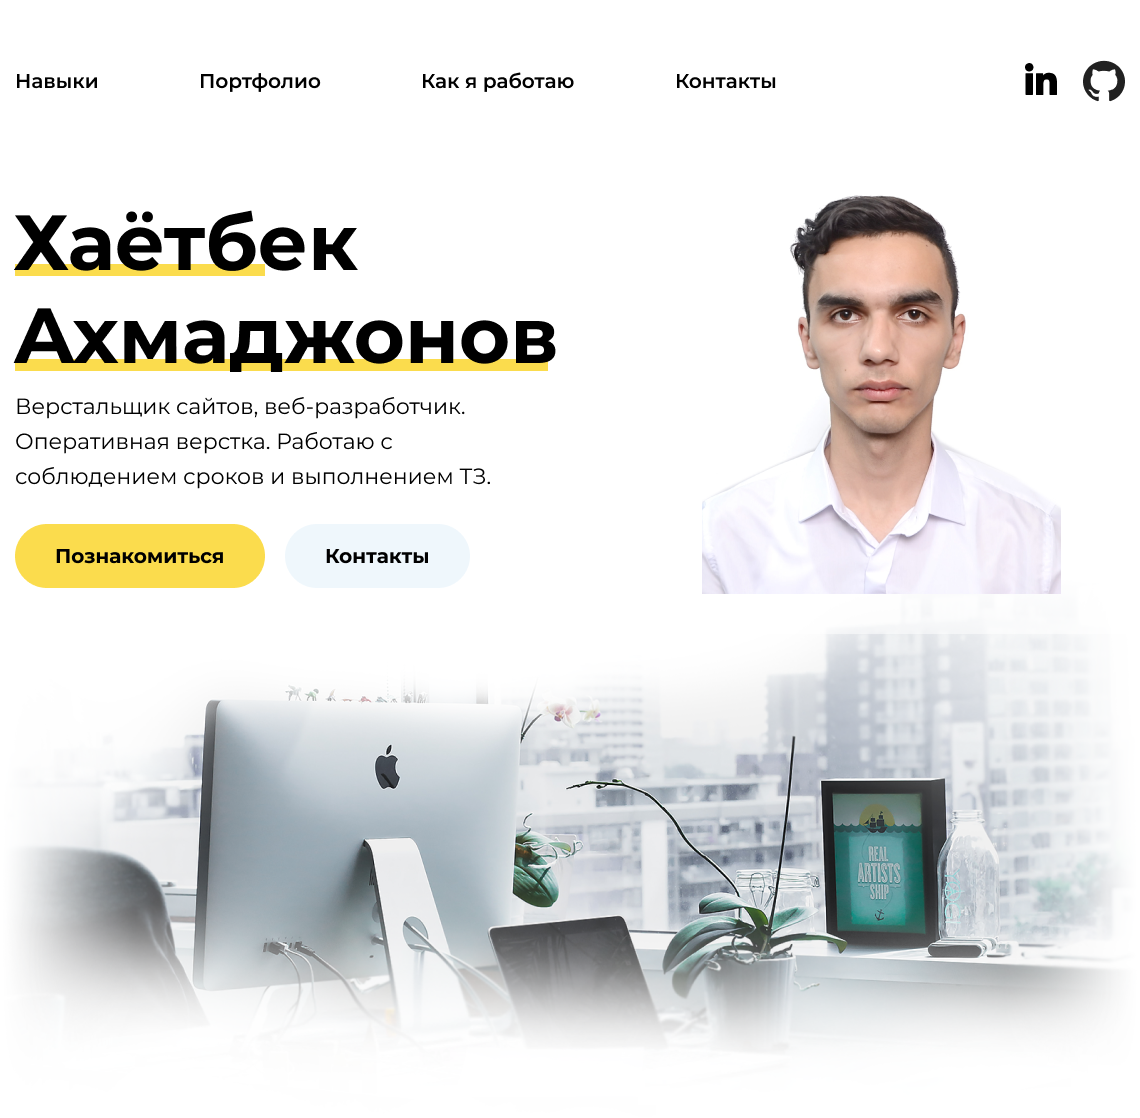 Навыки
Портфолио
Как я работаю
Контакты
in
Хаётбек
Ахмаджонов
Верстальщик сайтов, веб-разработчик.
Оперативная верстка. Работаю с
соблюдением сроков и выполнением ТЗ.
Познакомиться
Контакты
REAL
ARTISTS
SHIP